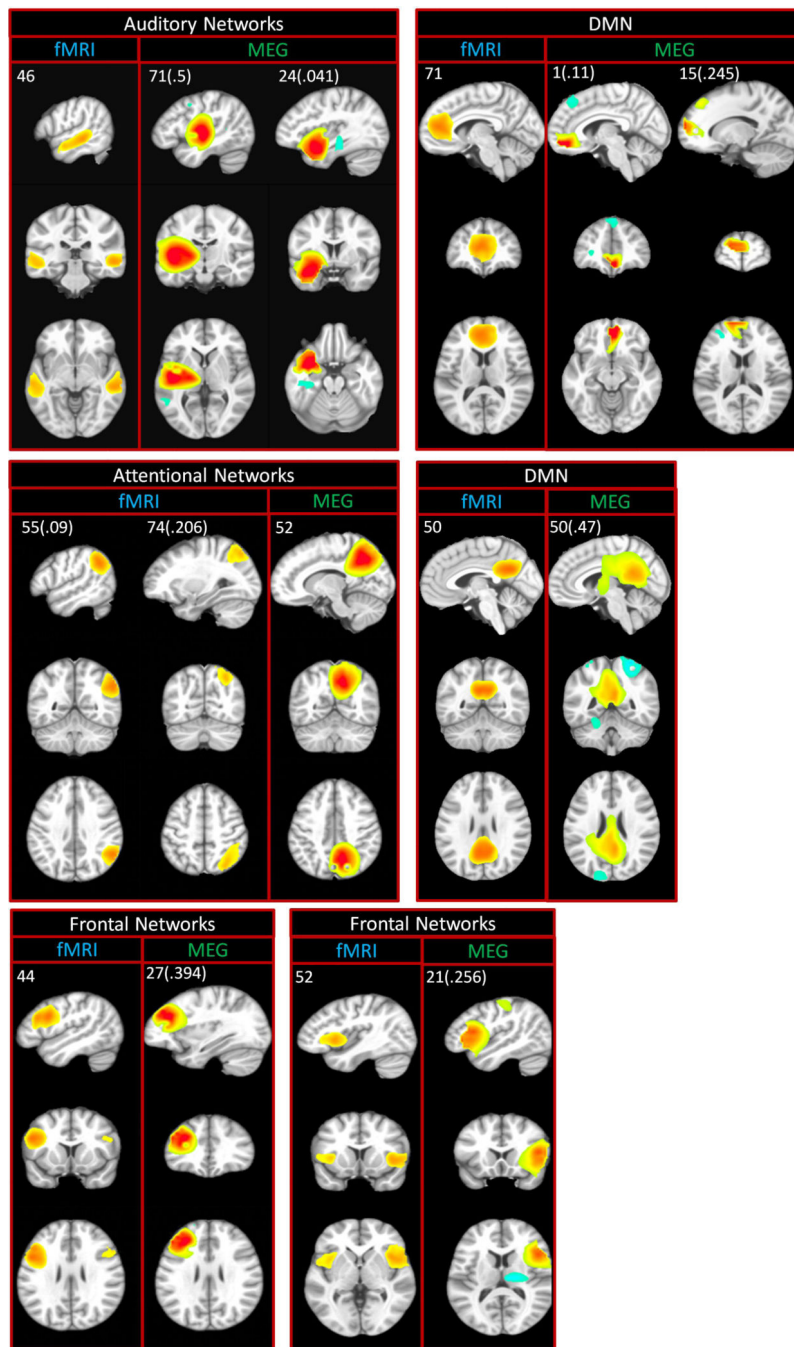 Auditory Networks
fMRI MEG
46 71(.5) 24(.041)
DMN
fMRI MEG
71 1(.11) 15(.245)
Attentional Networks
fMRI MEG
55(.09) 74(.206) 52
DMN
fMRI MEG
50 50(.47)
Frontal Networks
fMRI MEG
44 27(.394)
Frontal Networks
fMRI MEG
52 21(.256)